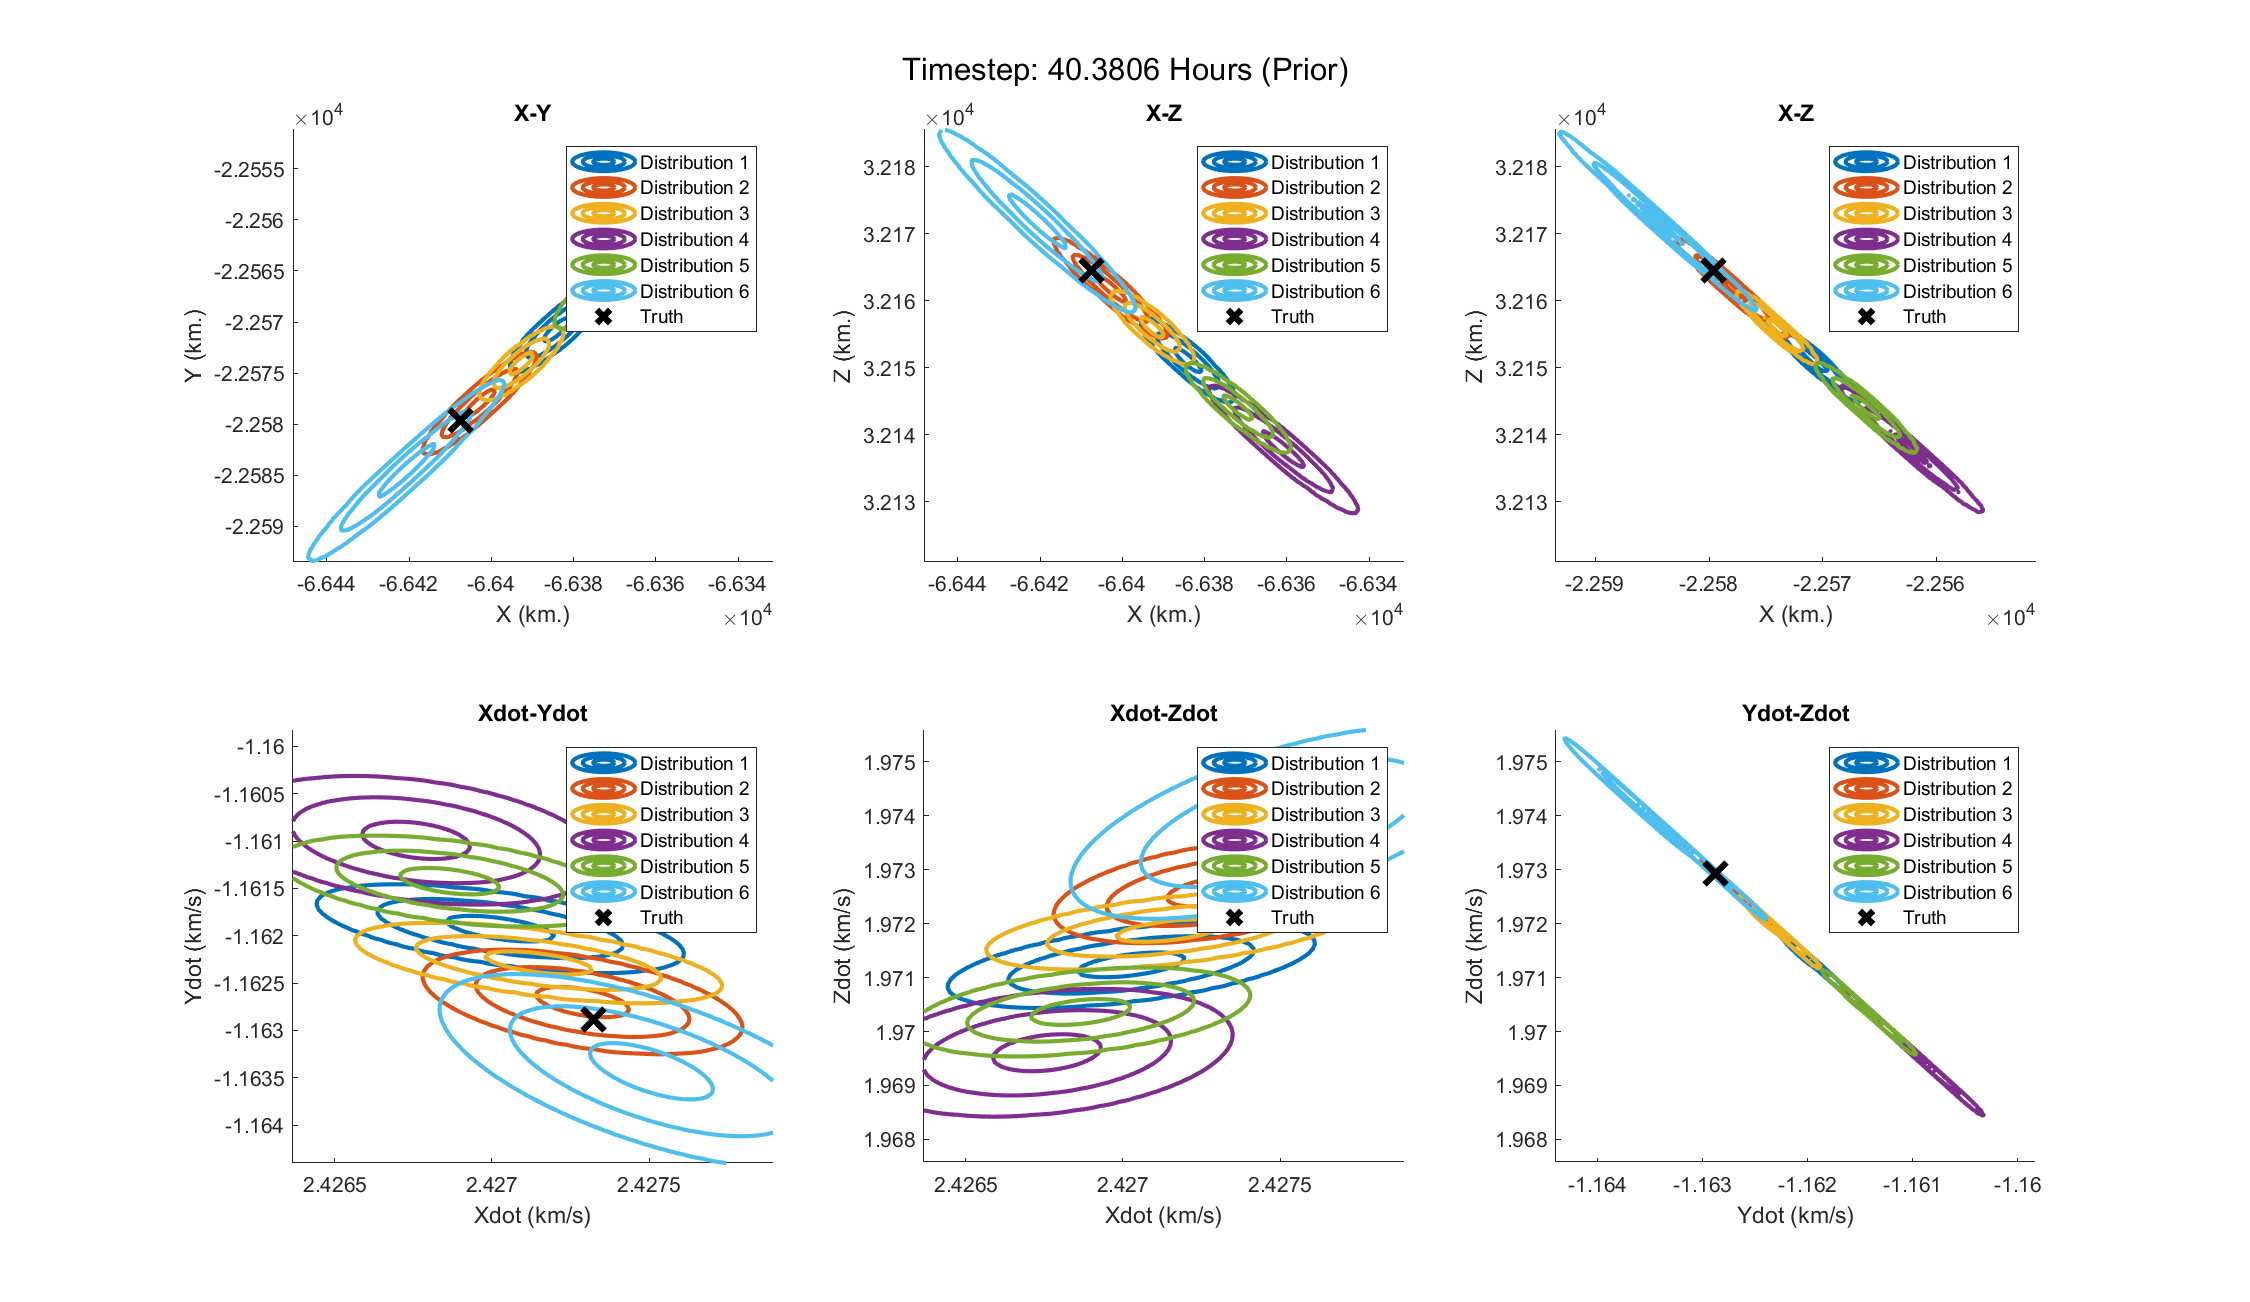 Timestep: 40.3806 Hours (Prior)
X-Y
×10^4
-2.2555
-2.256
-2.2565
-2.257
-2.2575
-2.258
-2.2585
-2.259
Y (km.)
-6.644 -6.642 -6.64 -6.638 -6.636 -6.634
X (km.)
×10^4
Distribution 1
Distribution 2
Distribution 3
Distribution 4
Distribution 5
Distribution 6
Truth
X-Z
×10^4
3.218
3.217
3.216
3.215
3.214
3.213
Z (km.)
-6.644 -6.642 -6.64 -6.638 -6.636 -6.634
X (km.)
×10^4
Distribution 1
Distribution 2
Distribution 3
Distribution 4
Distribution 5
Distribution 6
Truth
X-Z
×10^4
3.218
3.217
3.216
3.215
3.214
3.213
Z (km.)
-2.259 -2.258 -2.257 -2.256
X (km.)
×10^4
Distribution 1
Distribution 2
Distribution 3
Distribution 4
Distribution 5
Distribution 6
Truth
Xdot-Ydot
-1.16
-1.1605
-1.161
-1.1615
-1.162
-1.1625
-1.163
-1.1635
-1.164
Ydot (km/s)
2.4265 2.427 2.4275
Xdot (km/s)
Distribution 1
Distribution 2
Distribution 3
Distribution 4
Distribution 5
Distribution 6
Truth
Xdot-Zdot
1.975
1.974
1.973
1.972
1.971
1.97
1.969
1.968
Zdot (km/s)
2.4265 2.427 2.4275
Xdot (km/s)
Distribution 1
Distribution 2
Distribution 3
Distribution 4
Distribution 5
Distribution 6
Truth
Ydot-Zdot
1.975
1.974
1.973
1.972
1.971
1.97
1.969
1.968
Zdot (km/s)
-1.164 -1.163 -1.162 -1.161 -1.16
Ydot (km/s)
Distribution 1
Distribution 2
Distribution 3
Distribution 4
Distribution 5
Distribution 6
Truth